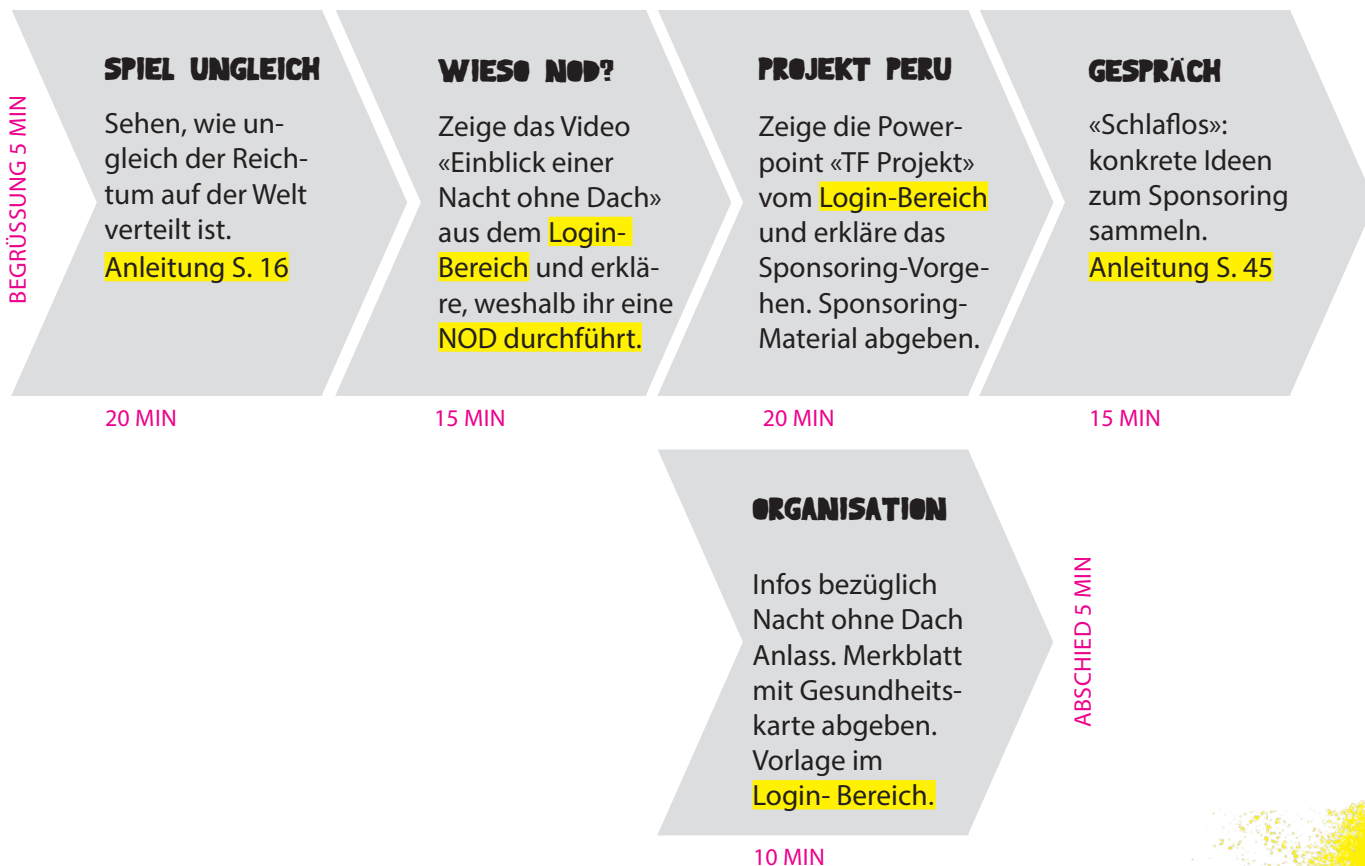 BEGRÜSSUNG 5 MIN
SPIEL UNGLEICH
Sehen, wie un-
gleich der Reich-
tum auf der Welt
verteilt ist.
Anleitung S. 16
20 MIN
WIESO NOD?
Zeige das Video
«Einblick einer
Nacht ohne Dach»
aus dem Login-
Bereich und erklä-
re, weshalb ihr eine
NOD durchführt.
15 MIN
PROJEKT PERU
Zeige die Power-
point «TF Projekt»
vom Login-Bereich
und erkläre das
Sponsoring-Vorge-
hen. Sponsoring-
Material abgeben.
20 MIN
GESPRÄCH
«Schlaflos»:
konkrete Ideen
zum Sponsoring
sammeln.
Anleitung S. 45
15 MIN
ORGANISATION
Infos bezüglich
Nacht ohne Dach
Anlass. Merkblatt
mit Gesundheits-
karte abgeben.
Vorlage im
Login- Bereich.
10 MIN
ABSCHIED 5 MIN